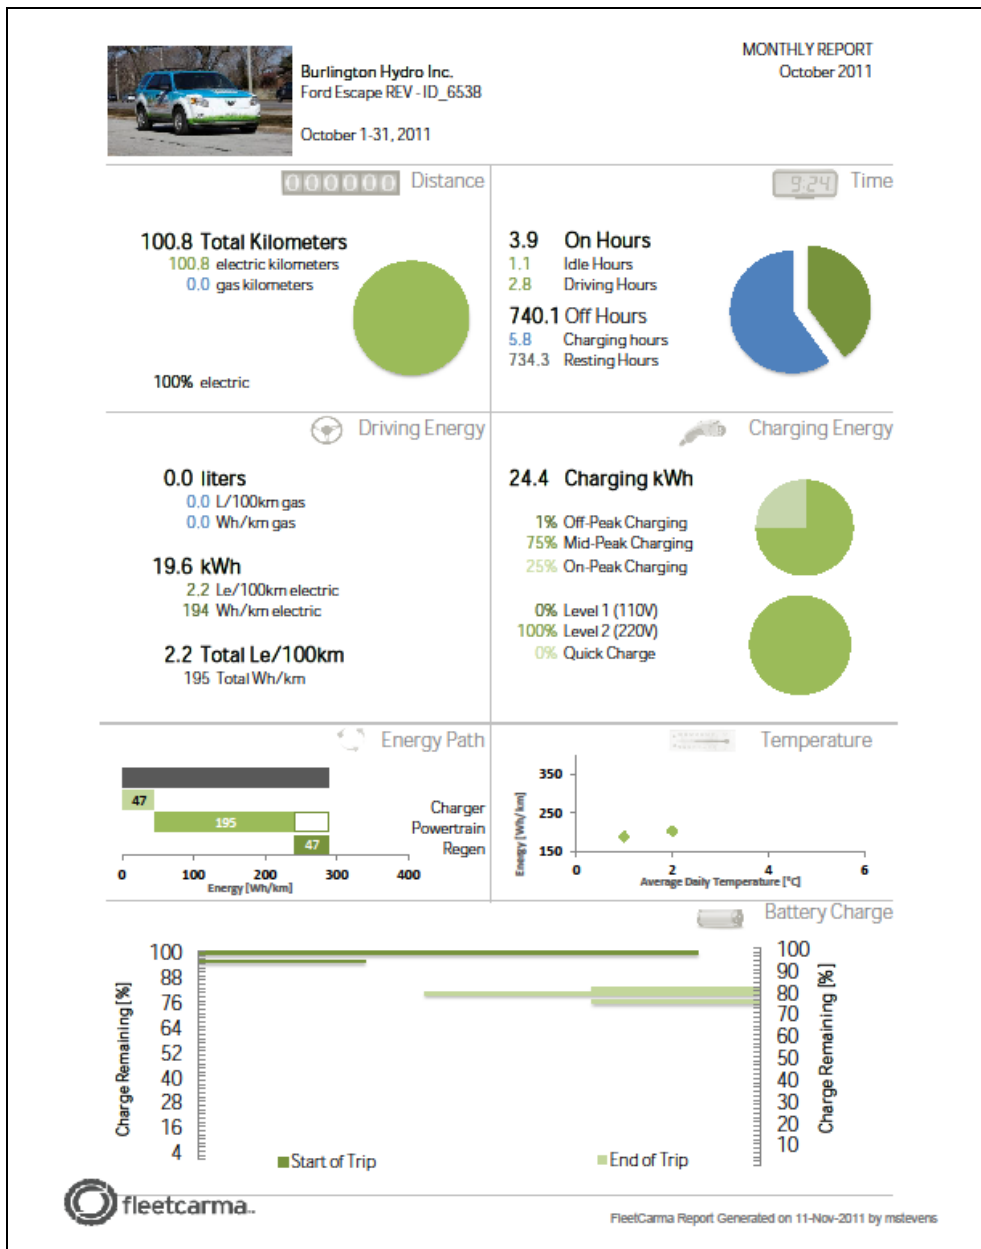 MONTHLY REPORT
October 2011
Burlington Hydro Inc.
Ford Escape REV - ID_6538
October 1-31, 2011
000000 Distance
9:24 Time
100.8 Total Kilometers
100.8 electric kilometers
0.0 gas kilometers
100% electric
3.9 On Hours
1.1 Idle Hours
2.8 Driving Hours
740.1 Off Hours
5.8 Charging hours
734.3 Resting Hours
Driving Energy
Charging Energy
0.0 liters
0.0 L/100km gas
0.0 Wh/km gas
19.6 kWh
2.2 Le/100km electric
194 Wh/km electric
2.2 Total Le/100km
195 Total Wh/km
24.4 Charging kWh
1% Off-Peak Charging
75% Mid-Peak Charging
25% On-Peak Charging
0% Level 1 (110V)
100% Level 2 (220V)
0% Quick Charge
Energy Path
47
195
47
Charger
Powertrain
Regen
0 100 200 300 400
Energy [Wh/km]
Temperature
350
250
150
Energy [Wh/km]
0 2 4 6
Average Daily Temperature [°C]
Battery Charge
100
88
76
64
52
40
28
16
4
Charge Remaining [%]
100
90
80
70
60
50
40
30
20
10
Charge Remaining [%]
Start of Trip
End of Trip
fleetcarma
FleetCarma Report Generated on 11-Nov-2011 by mstevens